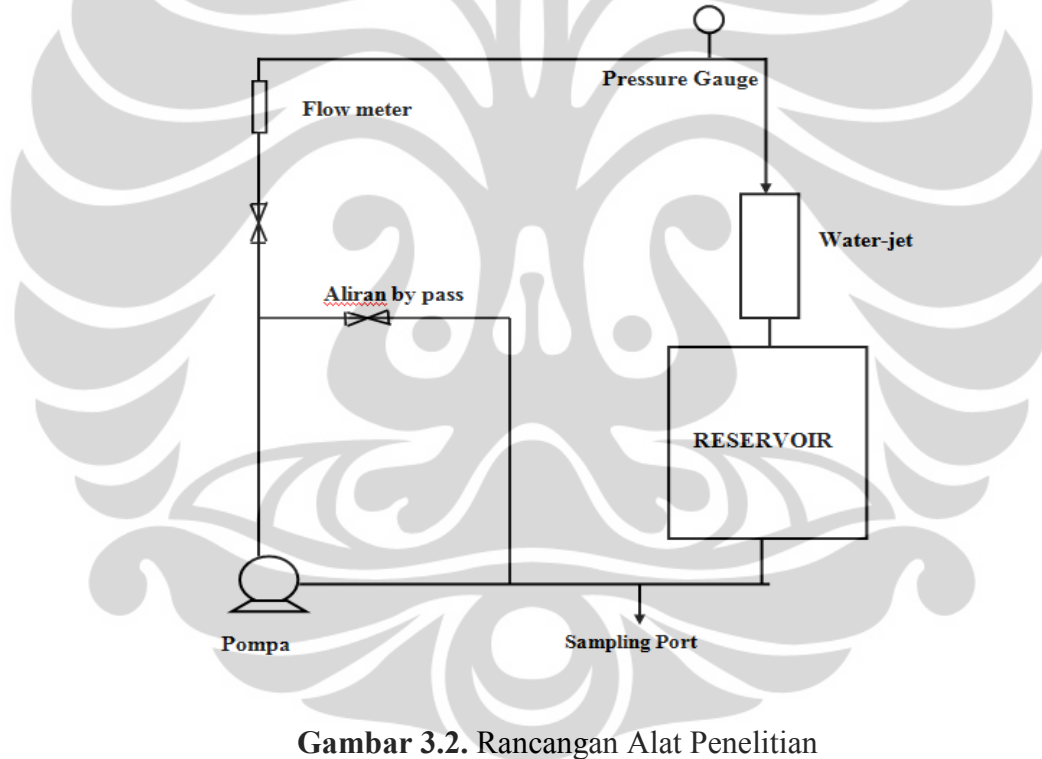 Pressure Gauge
Flow meter
Water-jet
Aliran by pass
RESERVOIR
Pompa
Sampling Port
Gambar 3.2. Rancangan Alat Penelitian